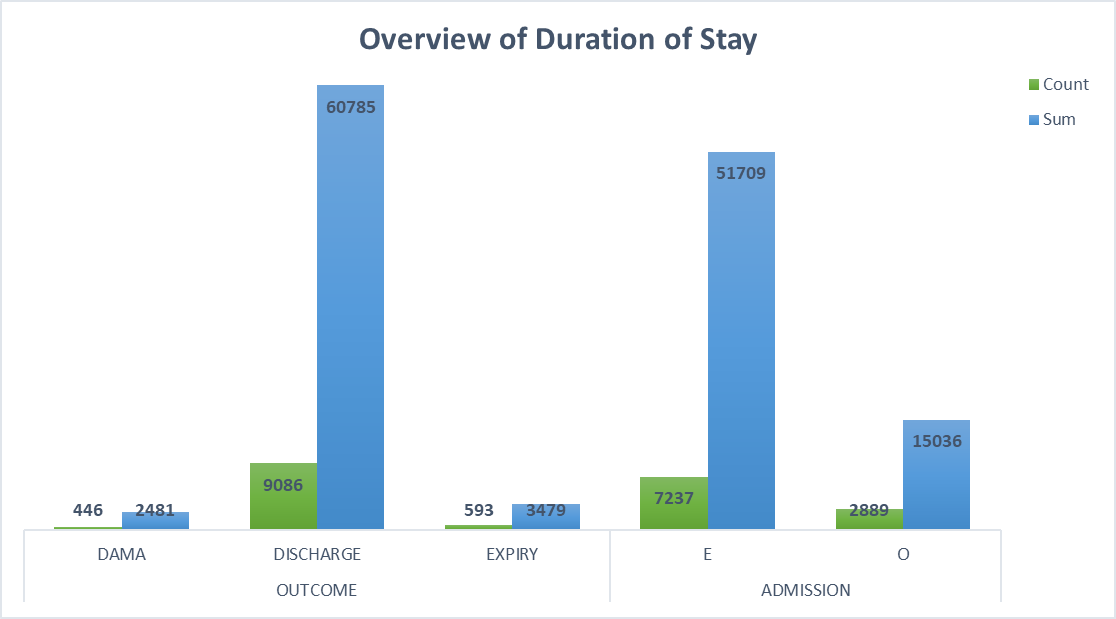 Overview of Duration of Stay
Count
Sum
446
2481
9086
60785
593
3479
7237
51709
2889
15036
DAMA
DISCHARGE
EXPIRY
E
O
OUTCOME
ADMISSION